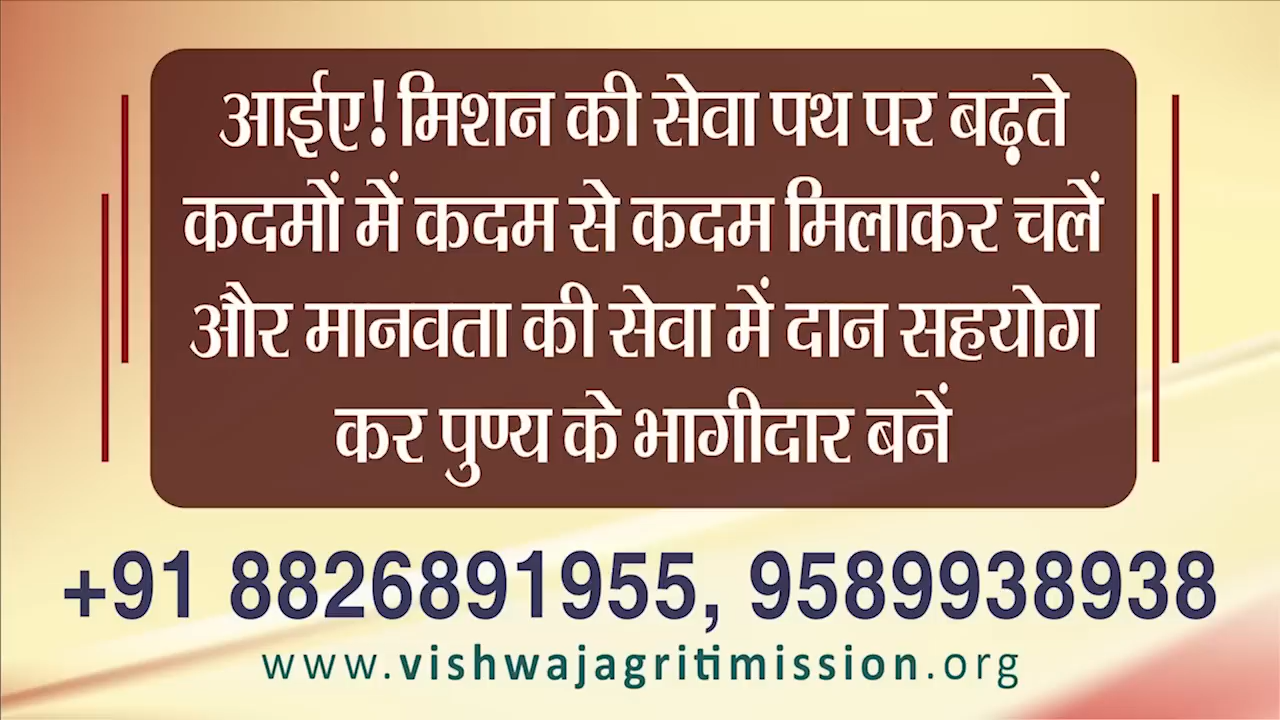 आईए! मिशन की सेवा पथ पर बढ़ते
कदमों में कदम से कदम मिलाकर चलें
और मानवता की सेवा में दान सहयोग
कर पुण्य के भागीदार बनें
+91 8826891955, 9589938938
www.vishwajagritimission.org